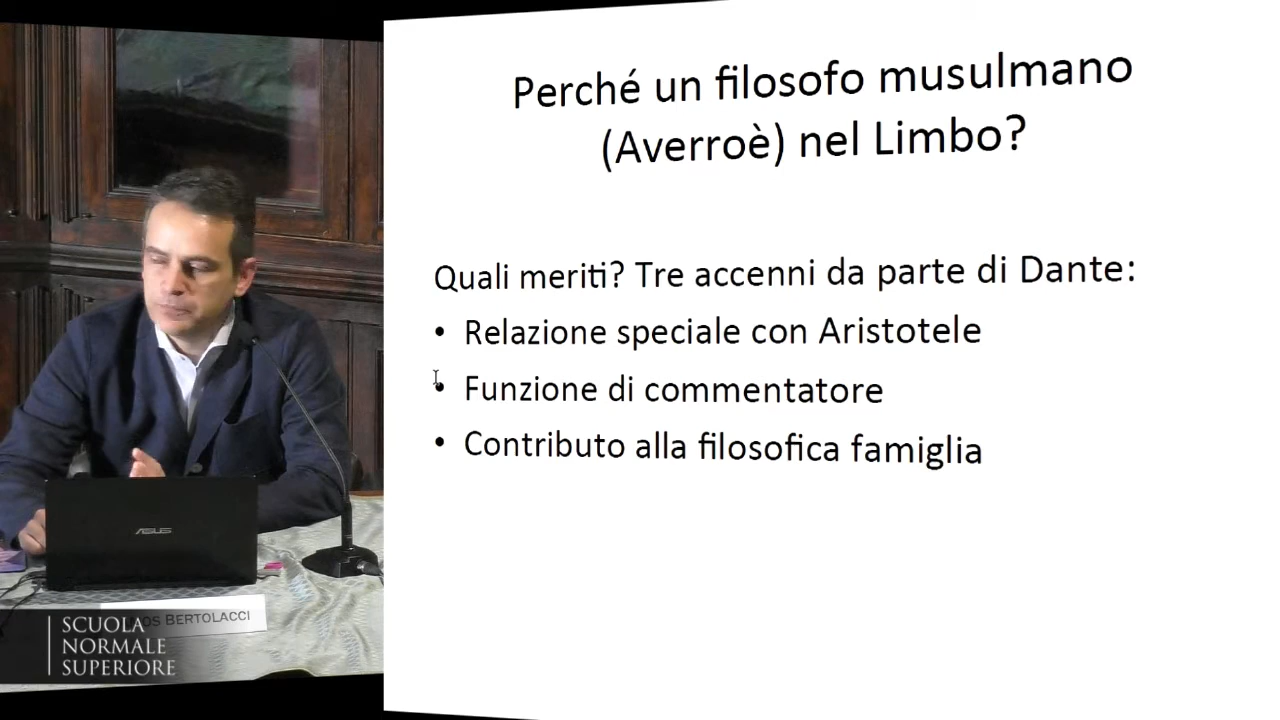 Perché un filosofo musulmano
(Averroè) nel Limbo?
Quali meriti? Tre accenni da parte di Dante:
• Relazione speciale con Aristotele
• Funzione di commentatore
• Contributo alla filosofica famiglia
ASUS
BERTOLACCI
SCUOLA
NORMALE
SUPERIORE